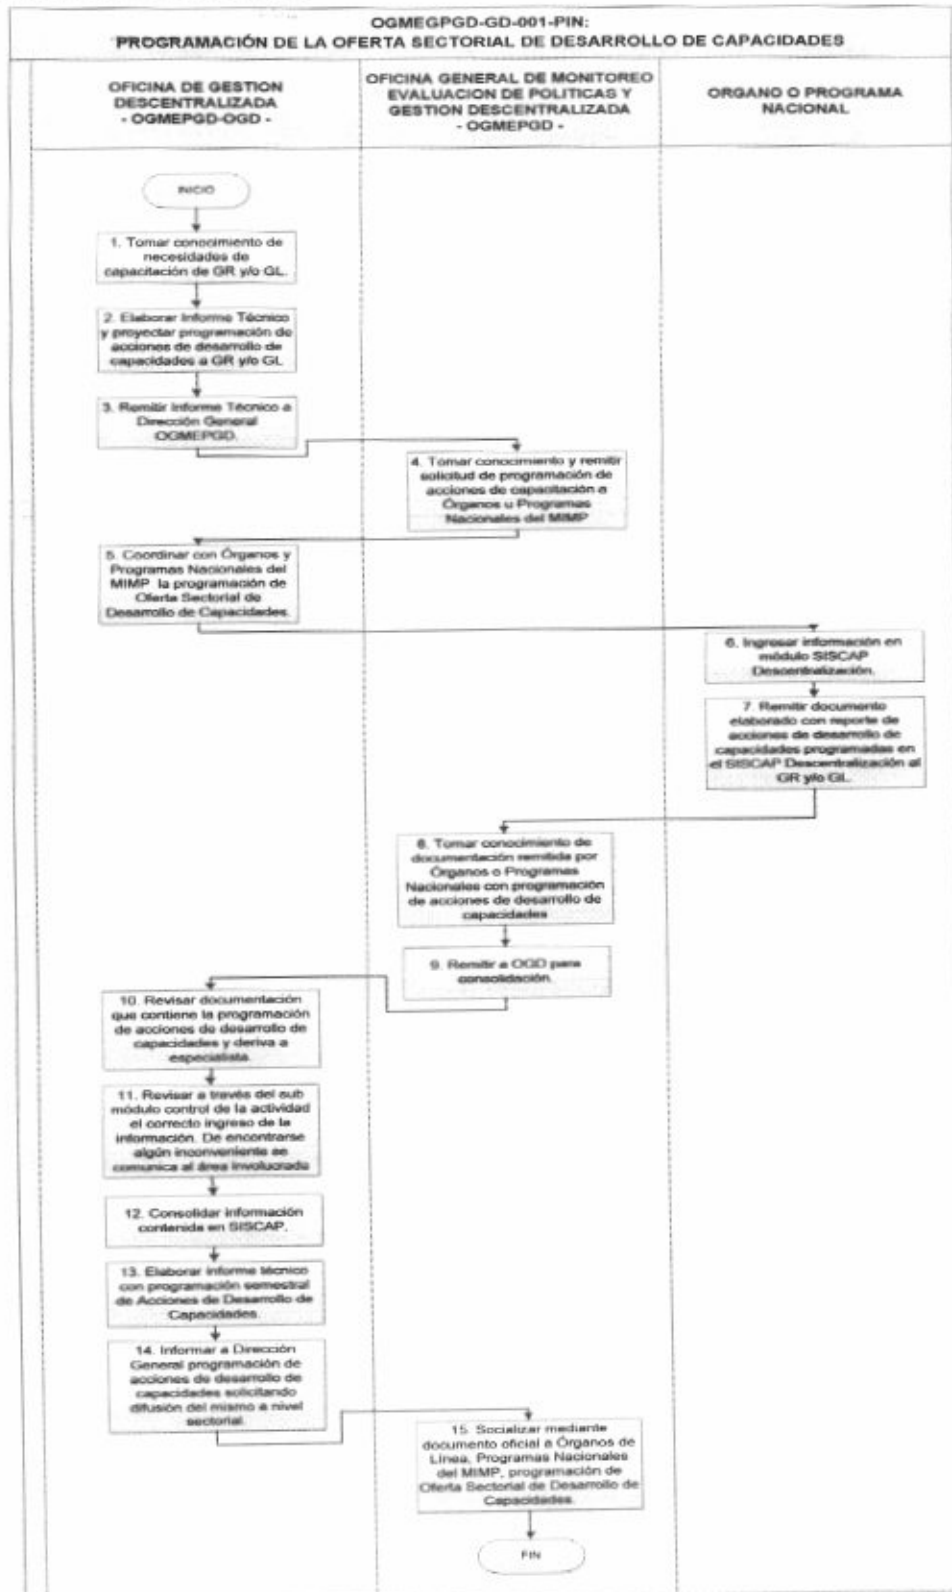 OGMEGPGD-GD-001-PIN:
PROGRAMACIÓN DE LA OFERTA SECTORIAL DE DESARROLLO DE CAPACIDADES
OFICINA DE GESTION
DESCENTRALIZADA
- OGMEPGD-OGD -
OFICINA GENERAL DE MONITOREO
EVALUACION DE POLITICAS Y
GESTION DESCENTRALIZADA
- OGMEPGD -
ORGANO O PROGRAMA
NACIONAL
INICIO
1. Tomar conocimiento de
necesidades de
capacitación de GR y/o GL.
2. Elaborar Informe Técnico
y proyectar programación de
acciones de desarrollo de
capacidades a GR y/o GL
3. Remitir Informe Técnico a
Dirección General
OGMEPGD.
4. Tomar conocimiento y remitir
solicitud de programación de
acciones de capacitación a
Órganos u Programas
Nacionales del MIMP
5. Coordinar con Órganos y
Programas Nacionales del
MIMP la programación de
Oferta Sectorial de
Desarrollo de Capacidades.
6. Ingresar información en
módulo SISCAP
Descentralización.
7. Remitir documento
elaborado con reporte de
acciones de desarrollo de
capacidades programadas en
el SISCAP Descentralización al
GR y/o GL.
8. Tomar conocimiento de
documentación remitida por
Órganos o Programas
Nacionales con programación
de acciones de desarrollo de
capacidades
9. Remitir a OGD para
consolidación.
10. Revisar documentación
que contiene la programación
de acciones de desarrollo de
capacidades y deriva a
especialista.
11. Revisar a través del sub
módulo control de la actividad
el correcto ingreso de la
información. De encontrarse
algún inconveniente se
comunica al área involucrada
12. Consolidar información
contenida en SISCAP.
13. Elaborar informe técnico
con programación semestral
de Acciones de Desarrollo de
Capacidades.
14. Informar a Dirección
General programación de
acciones de desarrollo de
capacidades solicitando
difusión del mismo a nivel
sectorial.
15. Socializar mediante
documento oficial a Órganos de
Línea, Programas Nacionales
del MIMP, programación de
Oferta Sectorial de Desarrollo de
Capacidades.
FIN